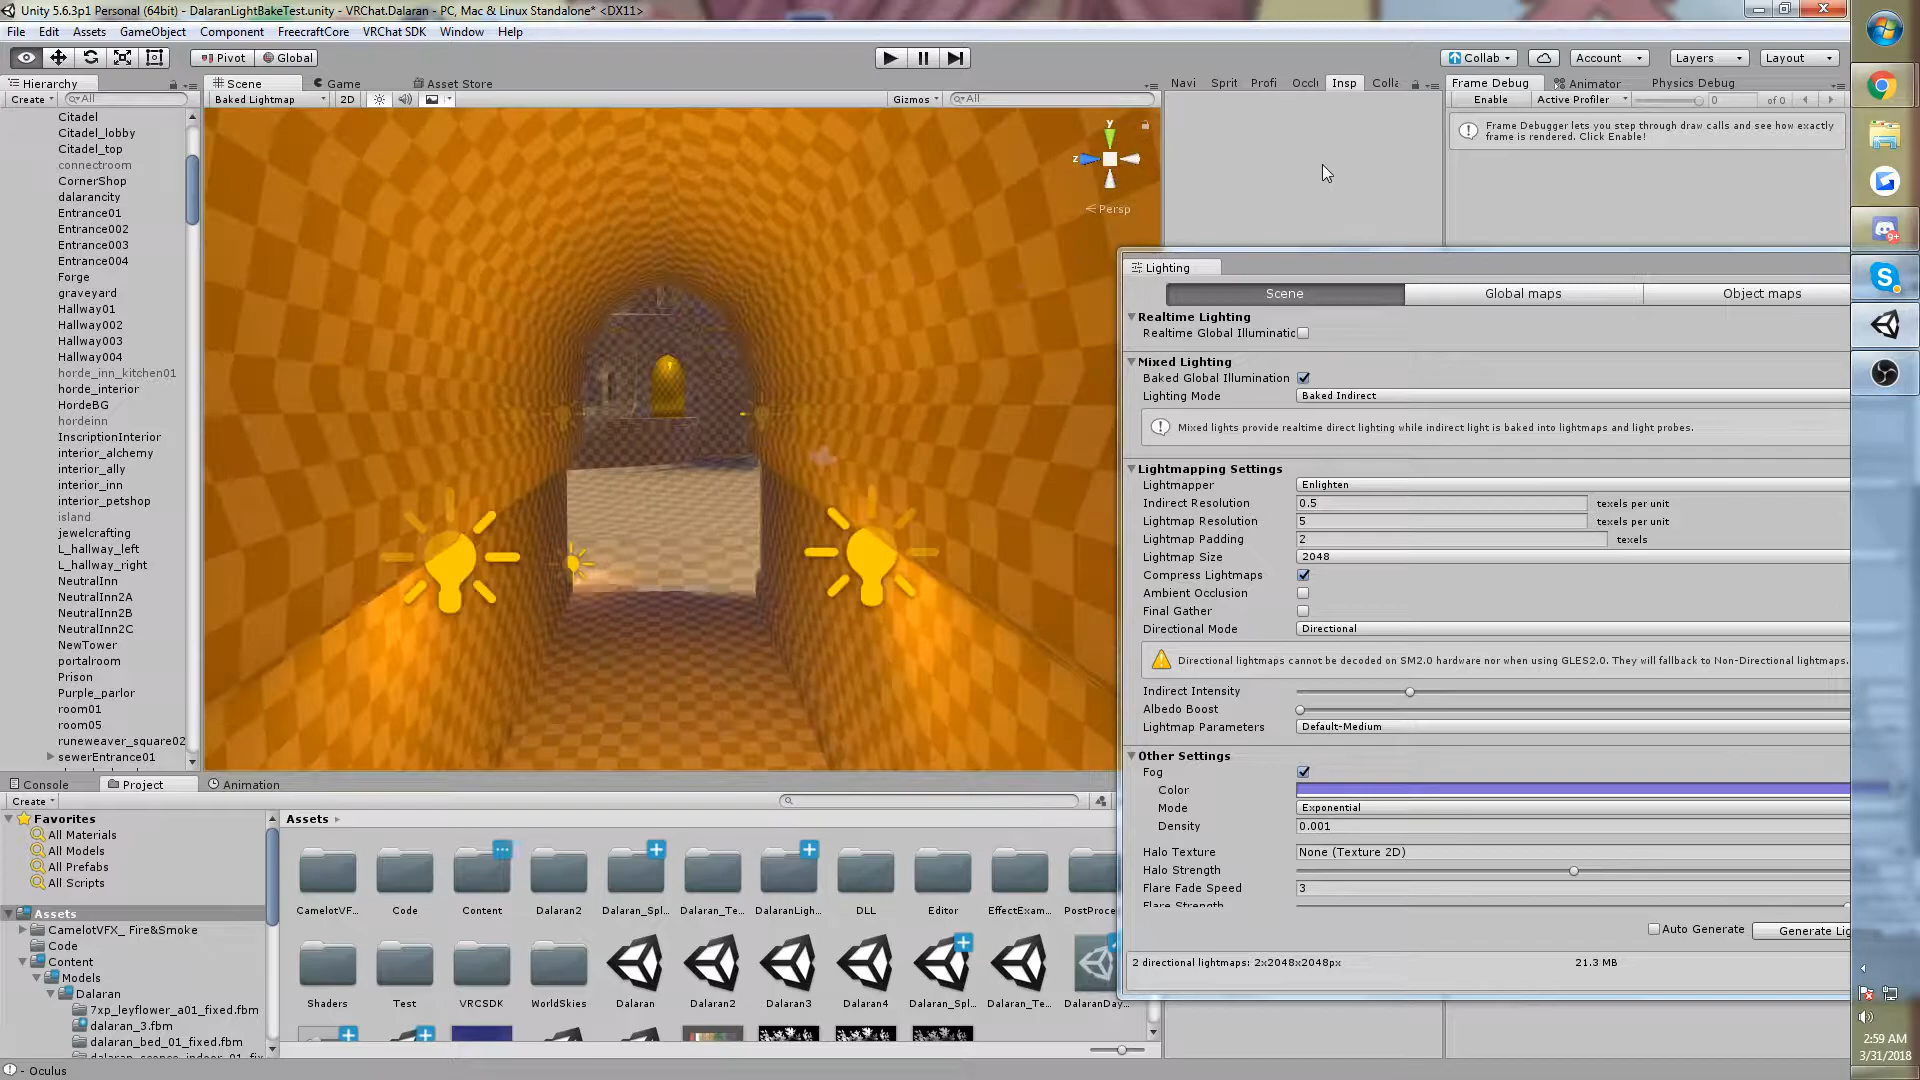 Unity 5.6.3p1 Personal (64bit) - DalaranLightBakeTest.unity - VRChat.Dalaran - PC, Mac & Linux Standalone* <DX11>
File Edit Assets GameObject Component FreecraftCore VRChat SDK Window Help
Pivot Global Collab Account Layers Layout
Hierarchy Scene Game Asset Store Navi Sprit Profi Occlu Insp Colla Frame Debug Animator Physics Debug
Create All Baked Lightmap 2D Gizmos All Enable Active Profiler 0 of 0
Citadel
Citadel_lobby
Citadel_top
connectroom
CornerShop
dalarancity
Entrance01
Entrance002
Entrance003
Entrance004
Forge
graveyard
Hallway01
Hallway002
Hallway003
Hallway004
horde_inn_kitchen01
horde_interior
HordeBG
hordeinn
InscriptionInterior
interior_alchemy
interior_ally
interior_inn
interior_petshop
island
jewelcrafting
L_hallway_left
L_hallway_right
NeutralInn
NeutralInn2A
NeutralInn2B
NeutralInn2C
NewTower
portalroom
Prison
Purple_parlor
room01
room05
runeweaver_square02
sewerEntrance01
y
z
Persp
Frame Debugger lets you step through draw calls and see how exactly
frame is rendered. Click Enable!
Lighting
Scene Global maps Object maps
Realtime Lighting
Realtime Global Illuminatic
Mixed Lighting
Baked Global Illumination
Lighting Mode Baked Indirect
Mixed lights provide realtime direct lighting while indirect light is baked into lightmaps and light probes.
Lightmapping Settings
Lightmapper Enlighten
Indirect Resolution 0.5 texels per unit
Lightmap Resolution 5 texels per unit
Lightmap Padding 2 texels
Lightmap Size 2048
Compress Lightmaps
Ambient Occlusion
Final Gather
Directional Mode Directional
Directional lightmaps cannot be decoded on SM2.0 hardware nor when using GLES2.0. They will fallback to Non-Directional lightmaps.
Indirect Intensity
Albedo Boost
Lightmap Parameters Default-Medium
Other Settings
Fog
Color
Mode Exponential
Density 0.001
Halo Texture None (Texture 2D)
Halo Strength
Flare Fade Speed 3
Flare Strength
Auto Generate Generate Lig
2 directional lightmaps: 2x2048x2048px 21.3 MB
Console Project Animation
Create
Favorites
All Materials
All Models
All Prefabs
All Scripts
Assets
CamelotVFX_ Fire&Smoke
Code
Content
Models
Dalaran
7xp_leyflower_a01_fixed.fbm
dalaran_3.fbm
dalaran_bed_01_fixed.fbm
Assets
CamelotVF... Code Content Dalaran2 Dalaran_Spl... Dalaran_Te... DalaranLigh... DLL Editor EffectExam... PostProce
Shaders Test VRCSDK WorldSkies Dalaran Dalaran2 Dalaran3 Dalaran4 Dalaran_Spl... Dalaran_Te... DalaranDay...
- Oculus
9+
2:59 AM
3/31/2018